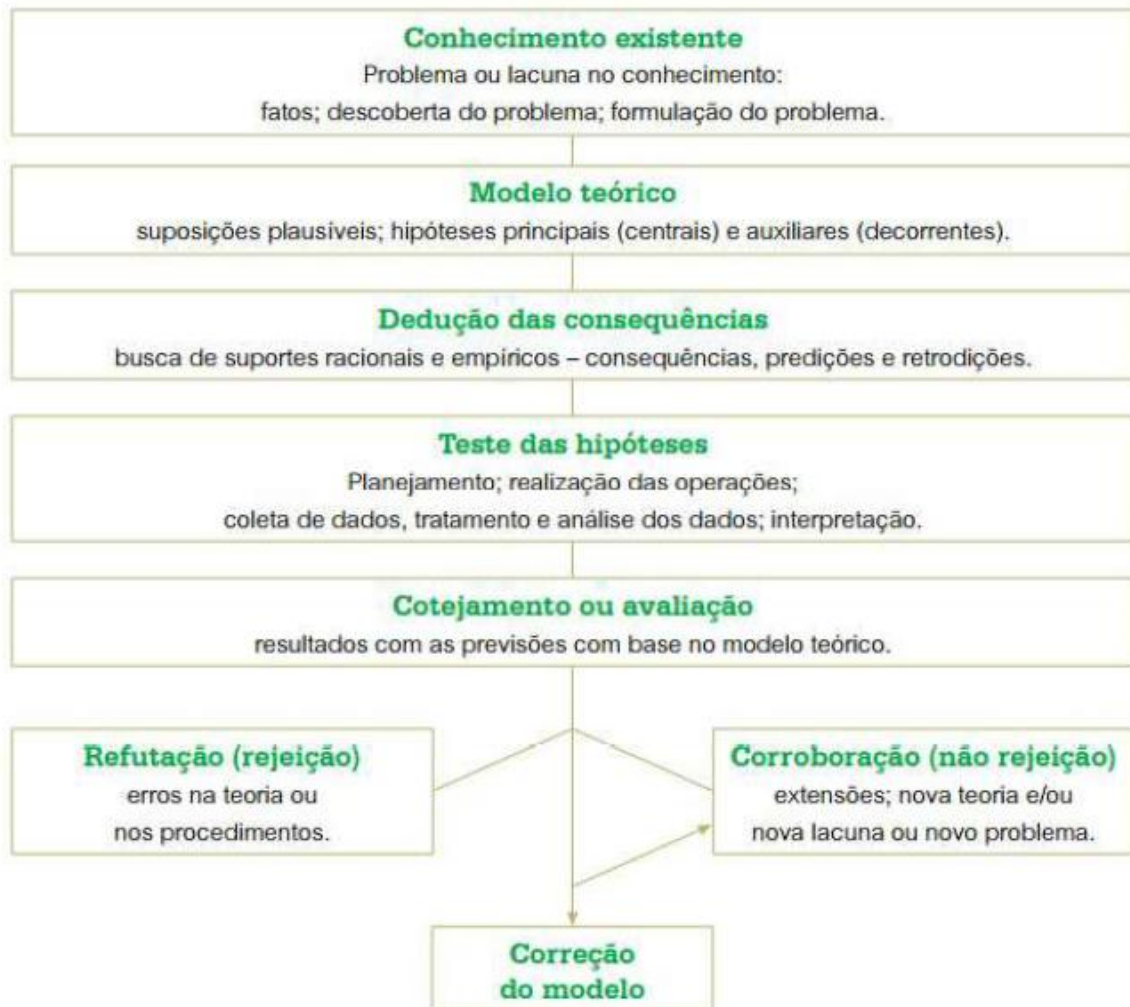 Conhecimento existente
Problema ou lacuna no conhecimento:
fatos; descoberta do problema; formulação do problema.
Modelo teórico
suposições plausíveis; hipóteses principais (centrais) e auxiliares (decorrentes).
Dedução das consequências
busca de suportes racionais e empíricos – consequências, predições e retrodições.
Teste das hipóteses
Planejamento; realização das operações;
coleta de dados, tratamento e análise dos dados; interpretação.
Cotejamento ou avaliação
resultados com as previsões com base no modelo teórico.
Refutação (rejeição)
erros na teoria ou
nos procedimentos.
Corroboração (não rejeição)
extensões; nova teoria e/ou
nova lacuna ou novo problema.
Correção
do modelo